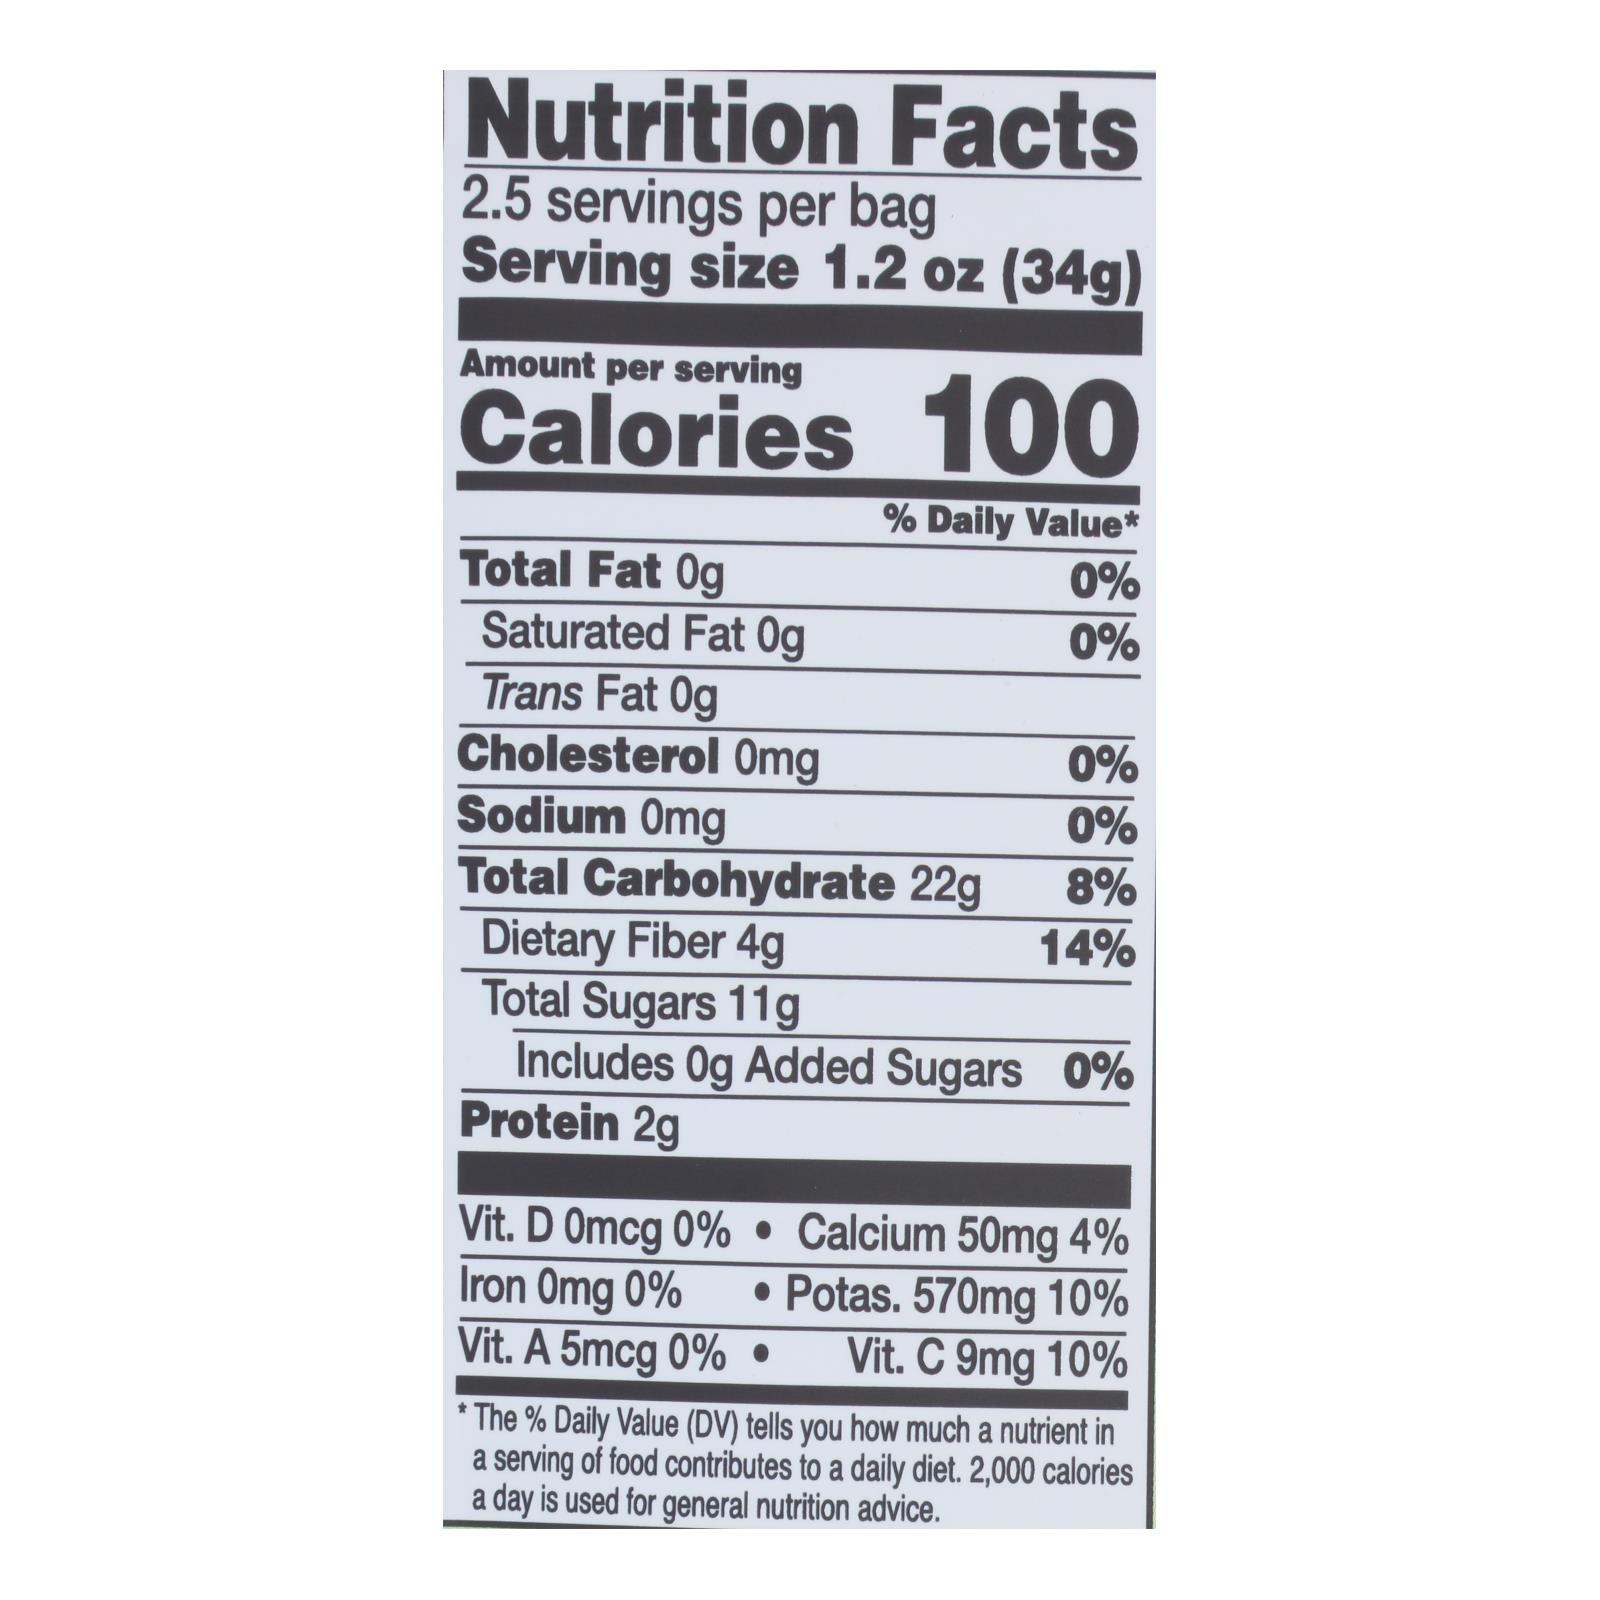 Nutrition Facts
2.5 servings per bag
Serving size 1.2 oz (34g)
Amount per serving
Calories 100
% Daily Value*
Total Fat 0g 0%
Saturated Fat 0g 0%
Trans Fat 0g
Cholesterol 0mg 0%
Sodium 0mg 0%
Total Carbohydrate 22g 8%
Dietary Fiber 4g 14%
Total Sugars 11g
Includes 0g Added Sugars 0%
Protein 2g
Vit. D 0mcg 0% • Calcium 50mg 4%
Iron 0mg 0% • Potas. 570mg 10%
Vit. A 5mcg 0% • Vit. C 9mg 10%
* The % Daily Value (DV) tells you how much a nutrient in
a serving of food contributes to a daily diet. 2,000 calories
a day is used for general nutrition advice.